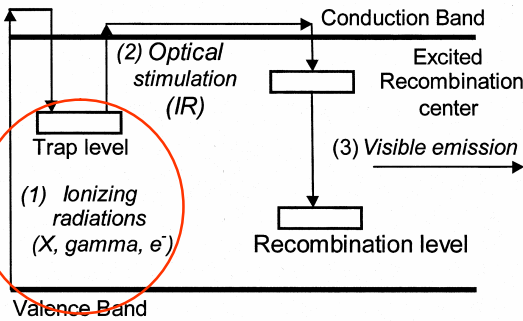 Conduction Band
(2) Optical
stimulation
(IR)
Excited
Recombination
center
Trap level
(3) Visible emission
(1) Ionizing
radiations
(X, gamma, e⁻)
Recombination level
Valence Band